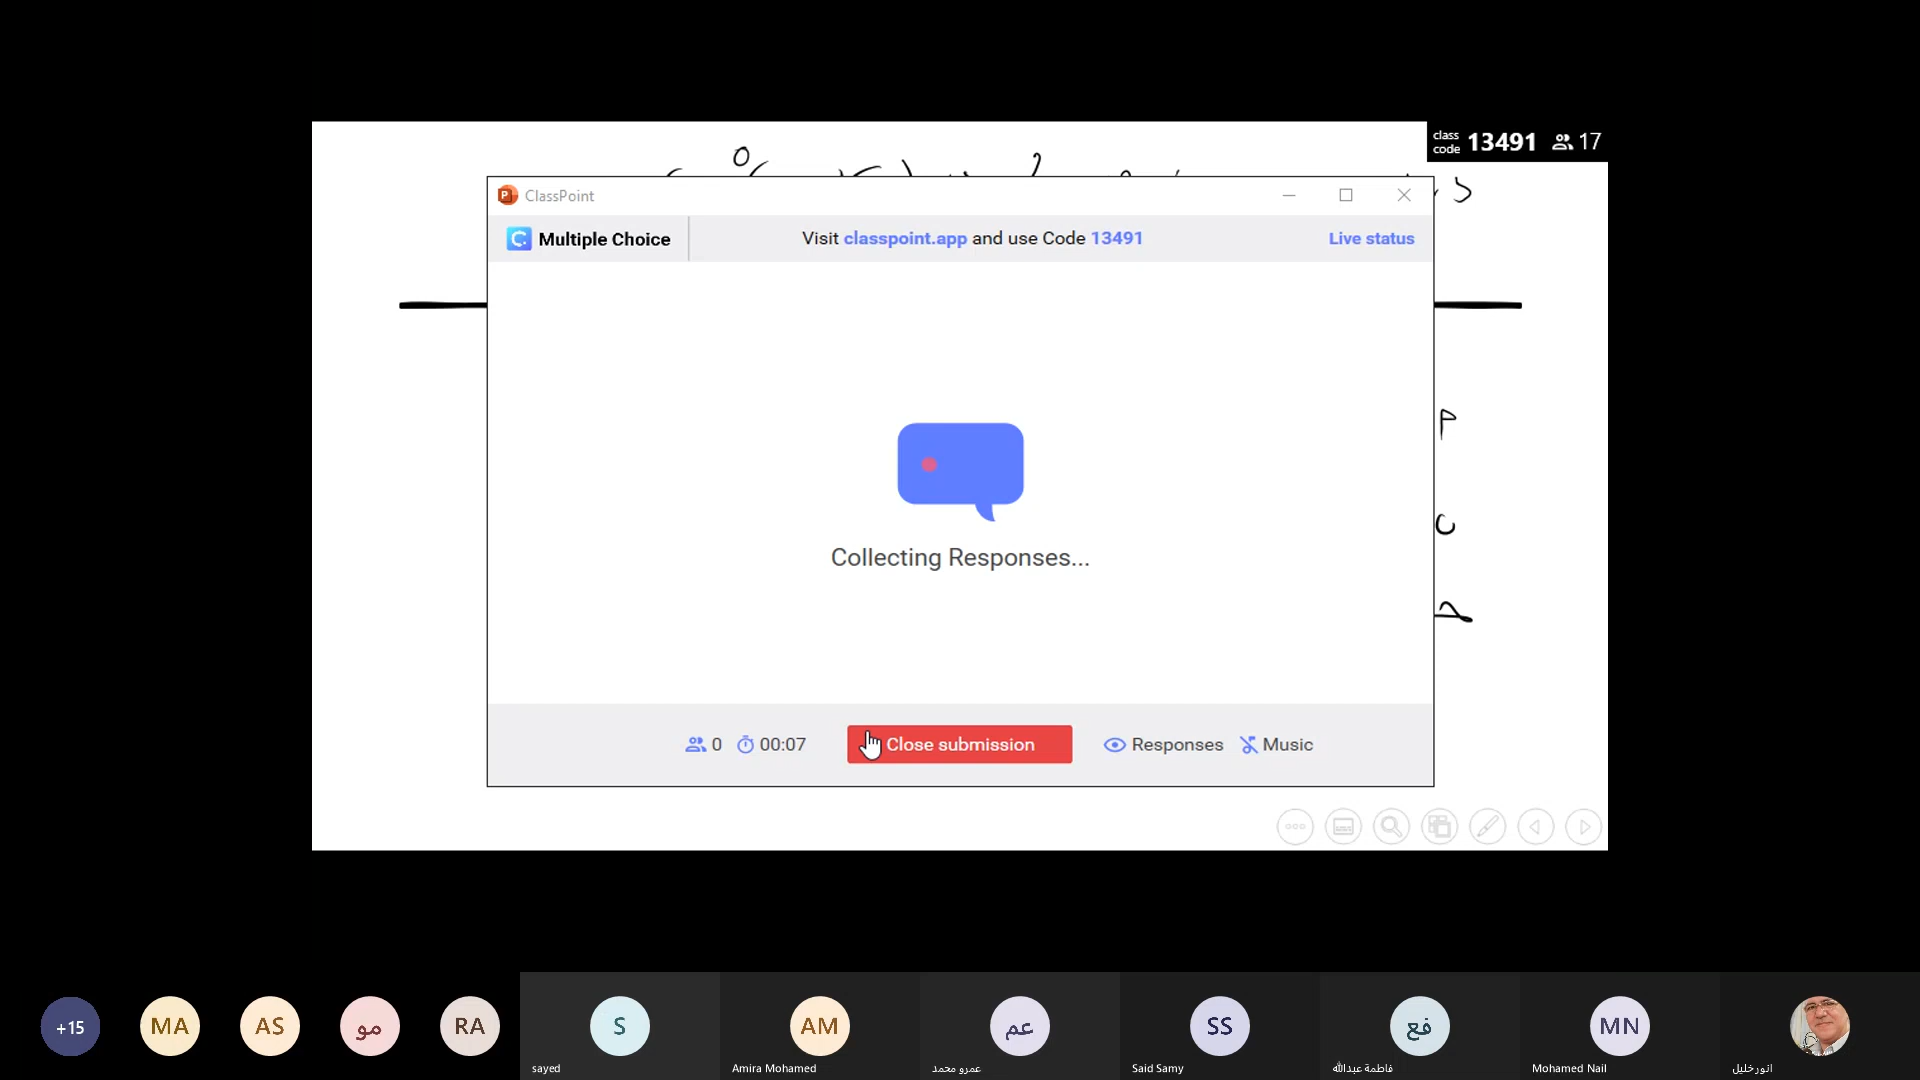 class code 13491 17
ClassPoint
Multiple Choice
Visit classpoint.app and use Code 13491
Live status
Collecting Responses...
0 00:07
Close submission
Responses
Music
+15
MA
AS
مو
RA
S
AM
عم
SS
فع
MN
sayed
Amira Mohamed
عمرو محمد
Said Samy
فاطمة عبدالله
Mohamed Nail
انور خليل